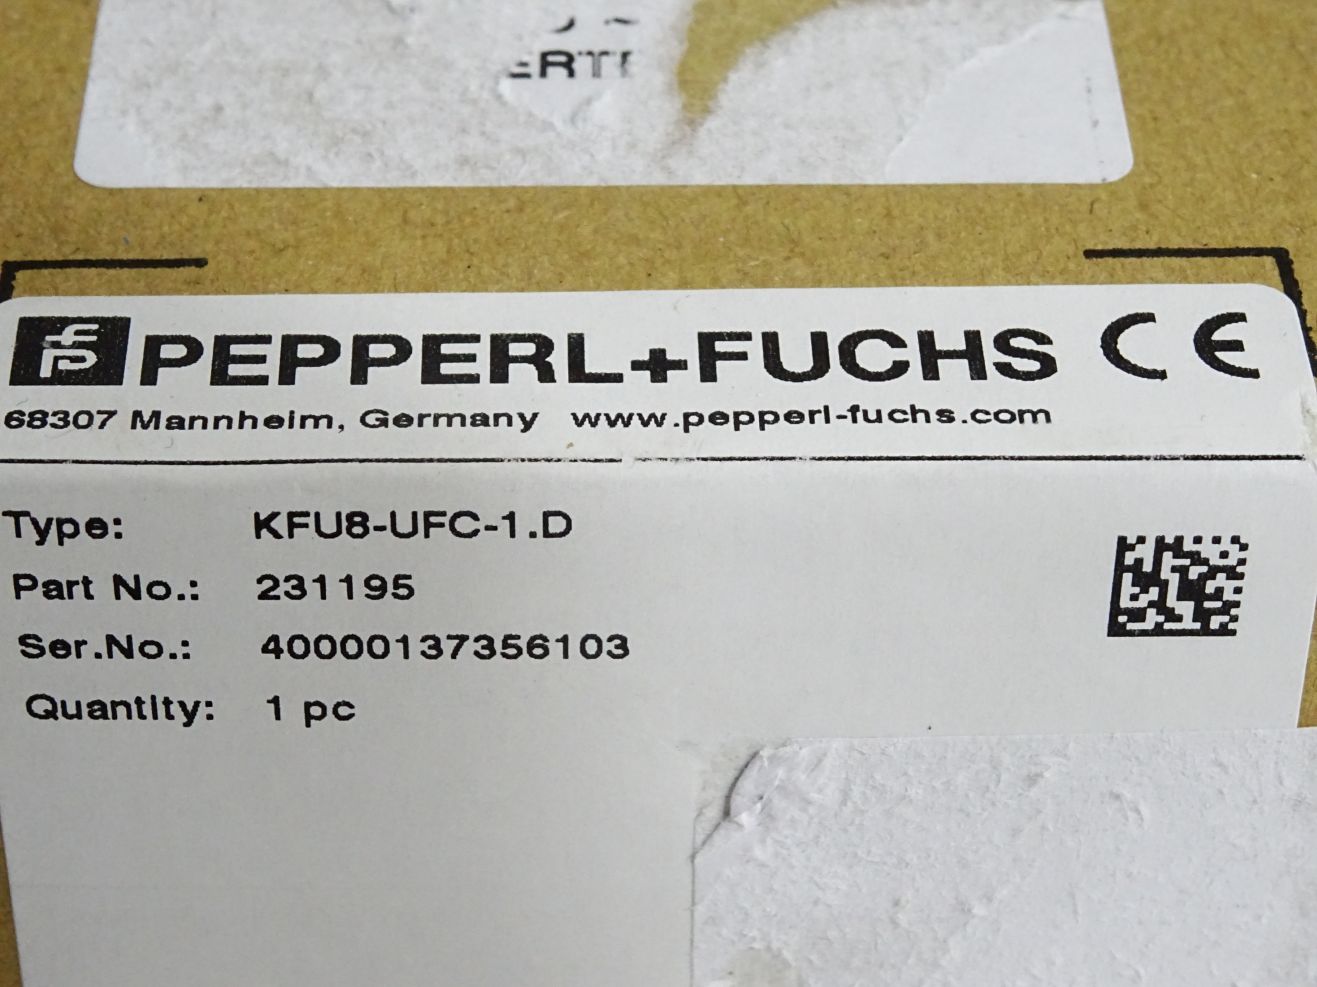 PEPPERL+FUCHS CE
68307 Mannheim, Germany www.pepperl-fuchs.com
Type: KFU8-UFC-1.D
Part No.: 231195
Ser.No.: 40000137356103
Quantity: 1 pc